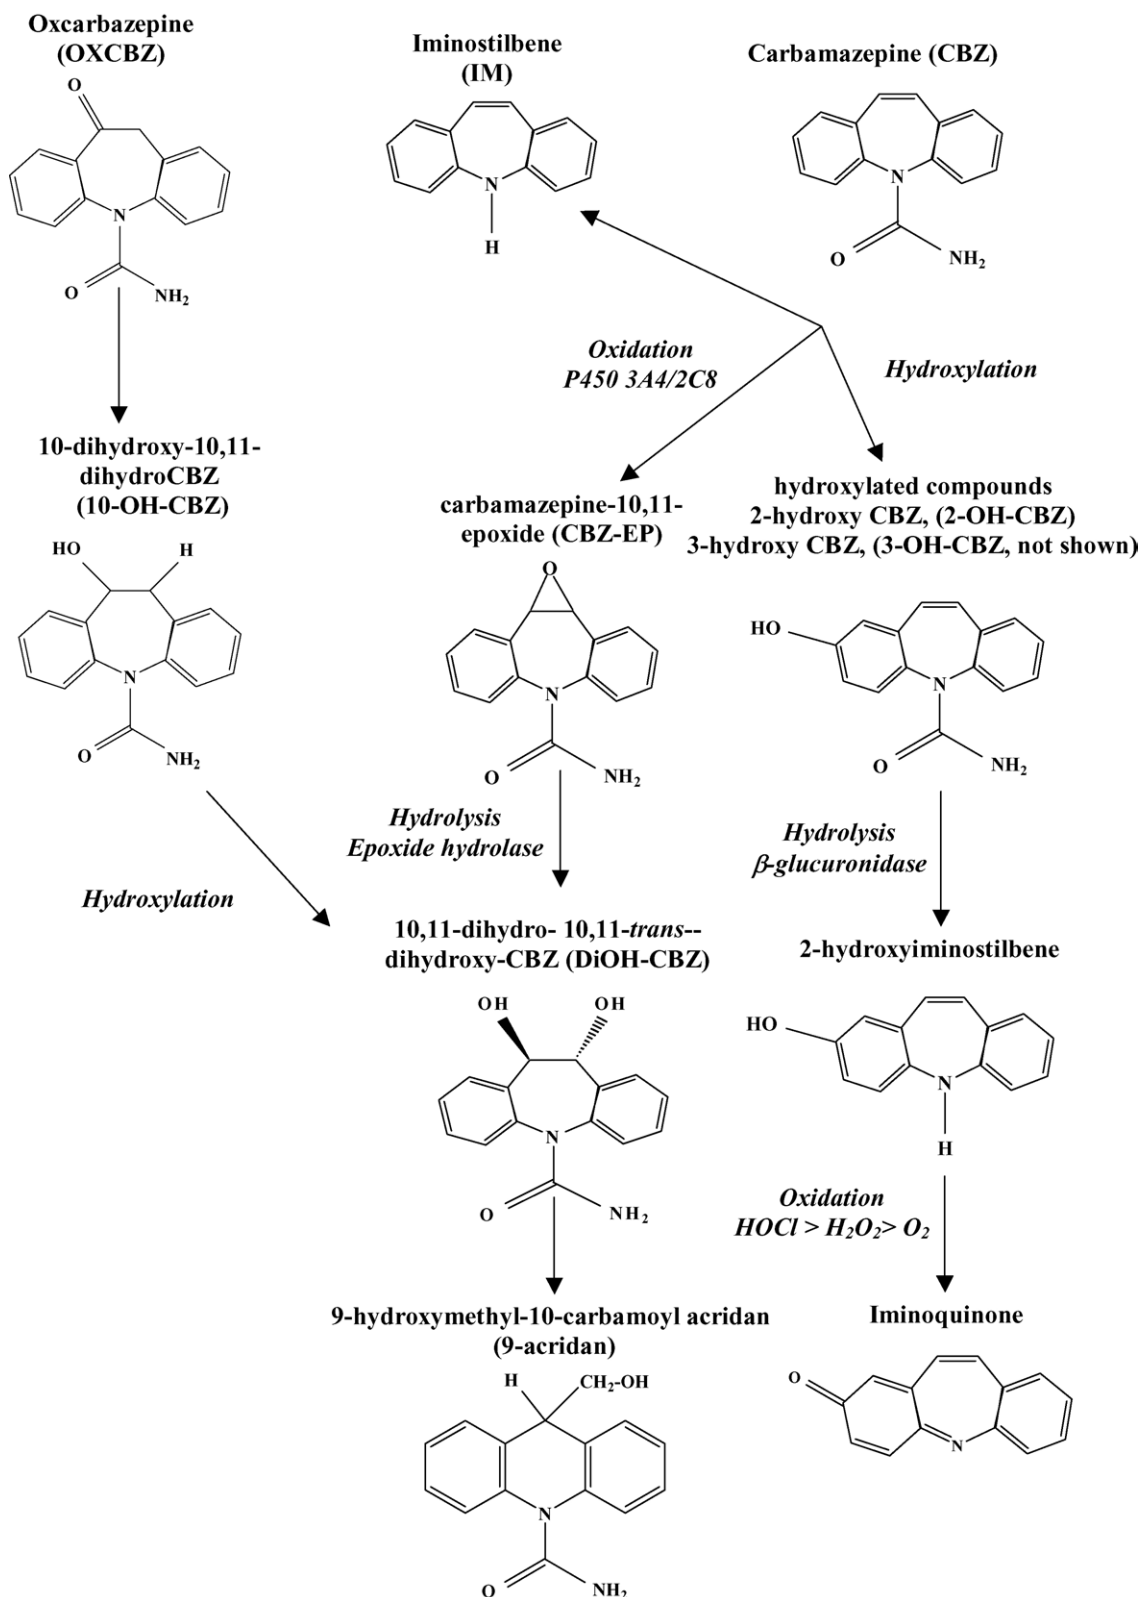 Oxcarbazepine
(OXCBZ)
O
N
O
NH2
Iminostilbene
(IM)
N
H
Carbamazepine (CBZ)
N
O
NH2
Oxidation
P450 3A4/2C8
Hydroxylation
10-dihydroxy-10,11-
dihydroCBZ
(10-OH-CBZ)
HO
H
N
O
NH2
carbamazepine-10,11-
epoxide (CBZ-EP)
O
N
O
NH2
hydroxylated compounds
2-hydroxy CBZ, (2-OH-CBZ)
3-hydroxy CBZ, (3-OH-CBZ, not shown)
HO
N
O
NH2
Hydroxylation
Hydrolysis
Epoxide hydrolase
Hydrolysis
β-glucuronidase
10,11-dihydro- 10,11-trans--
dihydroxy-CBZ (DiOH-CBZ)
OH
OH
N
O
NH2
2-hydroxyiminostilbene
HO
N
H
Oxidation
HOCl > H2O2> O2
9-hydroxymethyl-10-carbamoyl acridan
(9-acridan)
H
CH2-OH
N
O
NH2
Iminoquinone
O
N